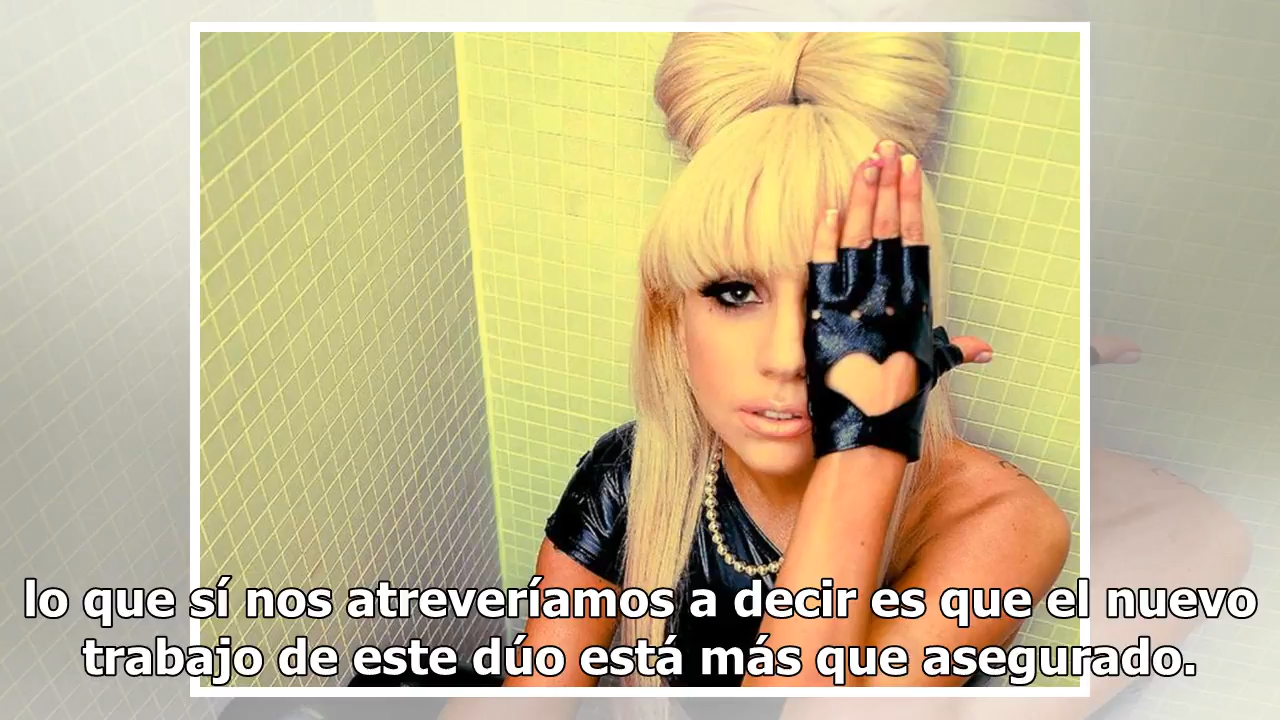 lo que sí nos atreveríamos a decir es que el nuevo
trabajo de este dúo está más que asegurado.